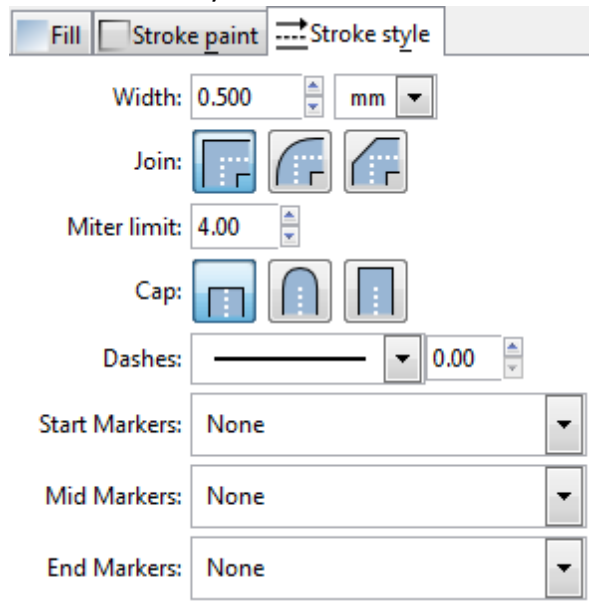 Fill Stroke paint Stroke style
Width: 0.500 mm
Join:
Miter limit: 4.00
Cap:
Dashes: 0.00
Start Markers: None
Mid Markers: None
End Markers: None